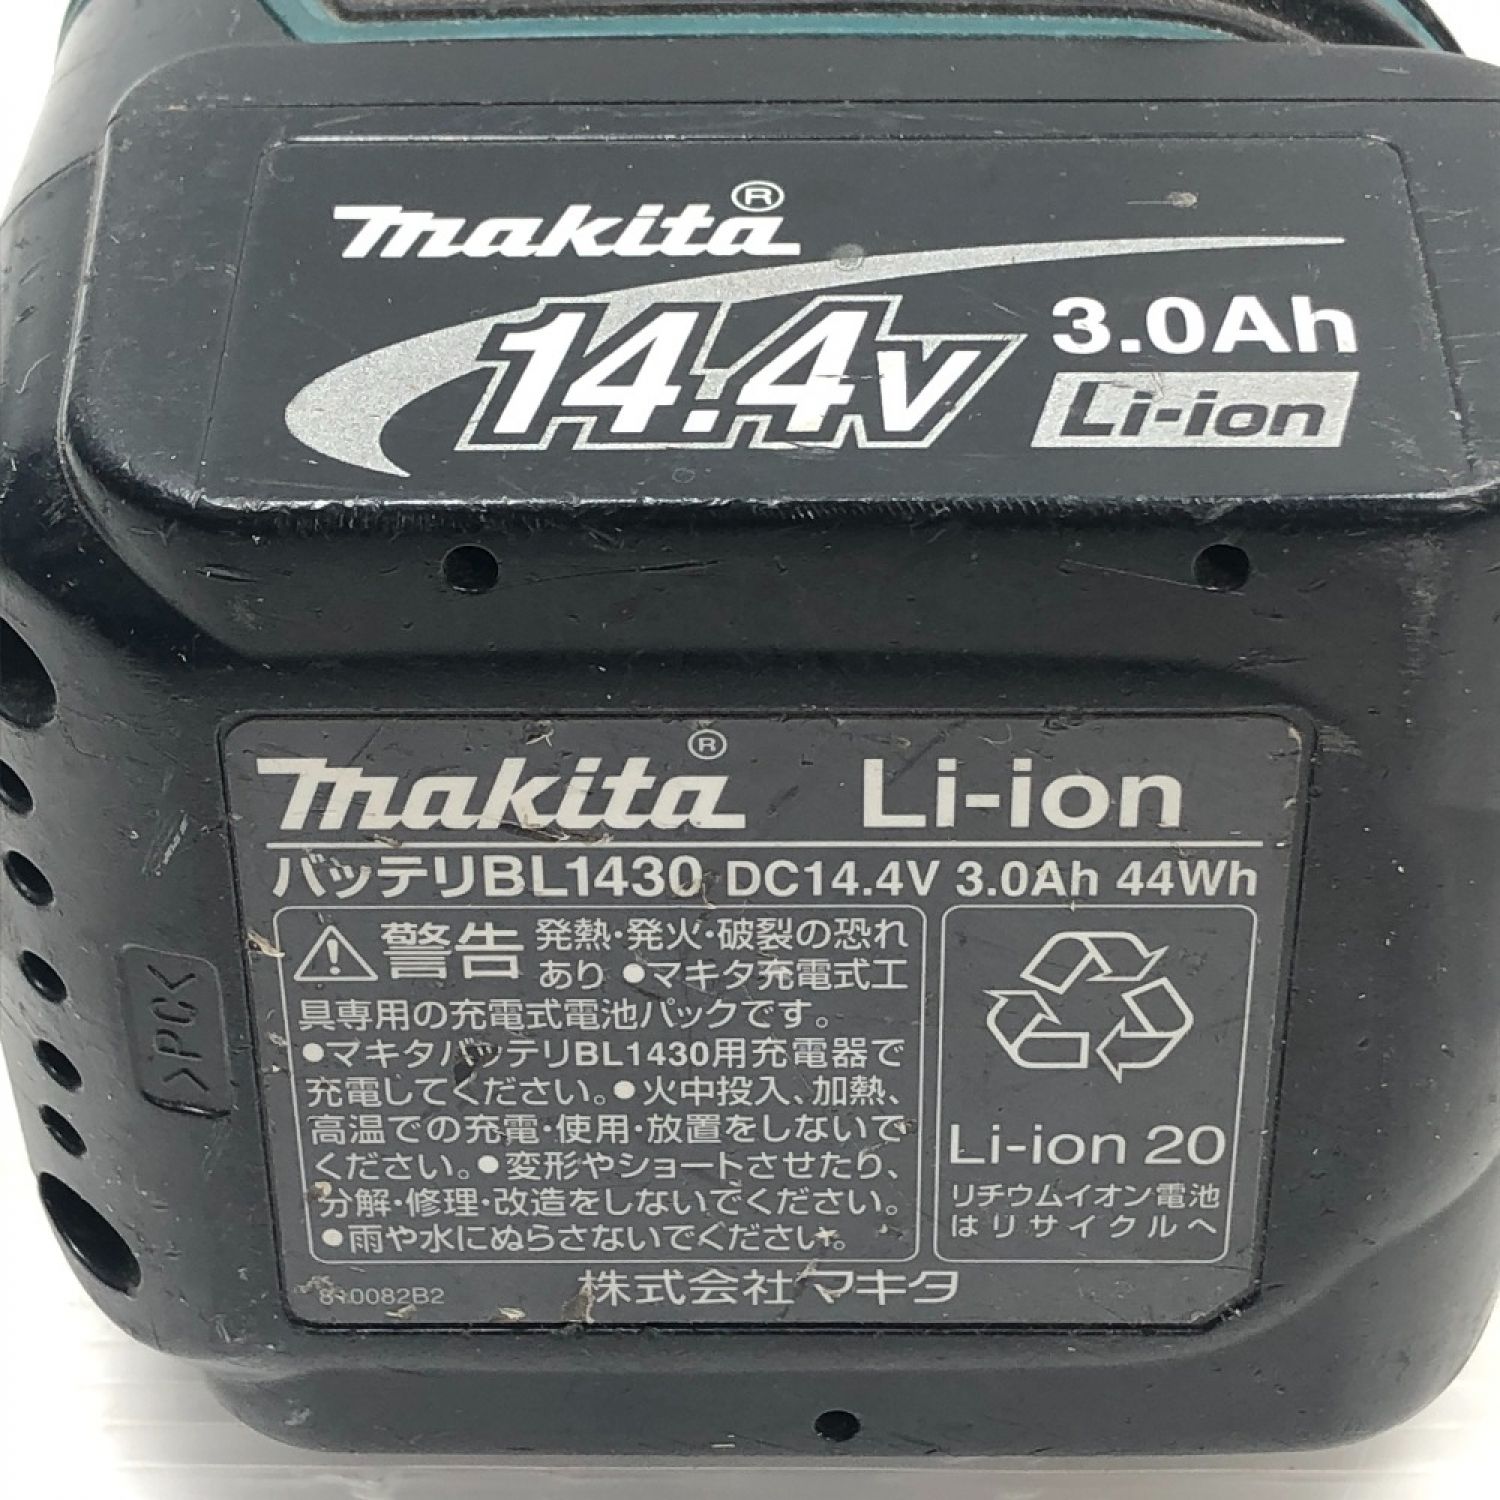 makita®
14.4V
3.0Ah
Li-ion
makita® Li-ion
バッテリBL1430 DC14.4V 3.0Ah 44Wh
警告 発熱・発火・破裂の恐れ
あり ●マキタ充電式工
具専用の充電式電池パックです。
●マキタバッテリBL1430用充電器で
充電してください。●火中投入、加熱、
高温での充電・使用・放置をしないで
ください。●変形やショートさせたり、
分解・修理・改造をしないでください。
●雨や水にぬらさないでください。
Li-ion 20
リチウムイオン電池
はリサイクルへ
810082B2
株式会社マキタ
>PC<